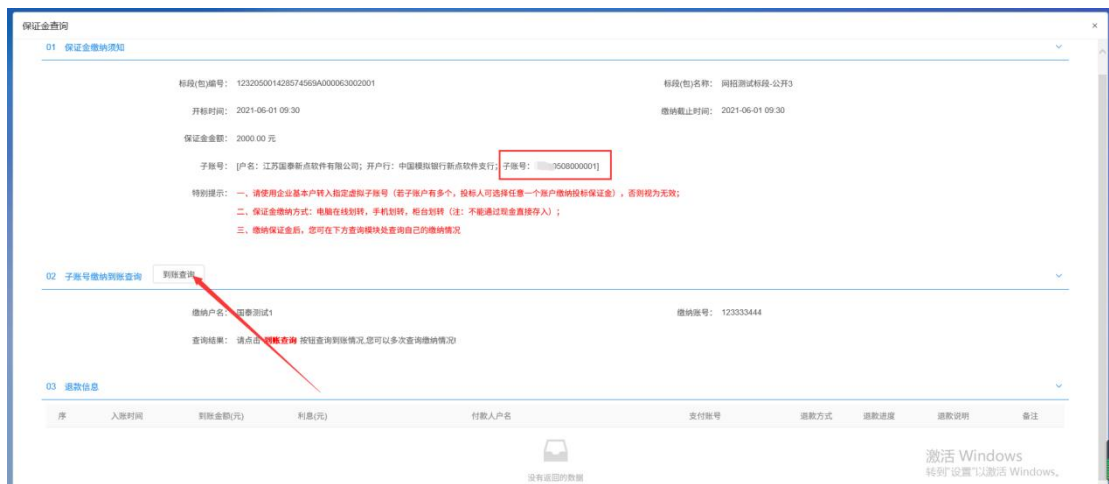 保证金查询
×
01 保证金缴纳须知
标段(包)编号： 123205001428574569A000063002001 标段(包)名称： 网招测试标段-公开3
开标时间： 2021-06-01 09:30 缴纳截止时间： 2021-06-01 09:30
保证金金额： 2000.00 元
子账号： [户名：江苏国泰新点软件有限公司；开户行：中国模拟银行新点软件支行；子账号： 0508000001]
特别提示： 一、请使用企业基本户转入指定虚拟子账号（若子账户有多个，投标人可选择任意一个账户缴纳投标保证金），否则视为无效；
二、保证金缴纳方式：电脑在线划转，手机划转，柜台划转（注：不能通过现金直接存入）；
三、缴纳保证金后，您可在下方查询模块处查询自己的缴纳情况
02 子账号缴纳到账查询 到账查询
缴纳户名： 国泰测试1 缴纳账号： 123333444
查询结果： 请点击 到账查询 按钮查询到账情况,您可以多次查询缴纳情况!
03 退款信息
序 入账时间 到账金额(元) 利息(元) 付款人户名 支付账号 退款方式 退款进度 退款说明 备注
没有返回的数据
激活 Windows
转到"设置"以激活 Windows。